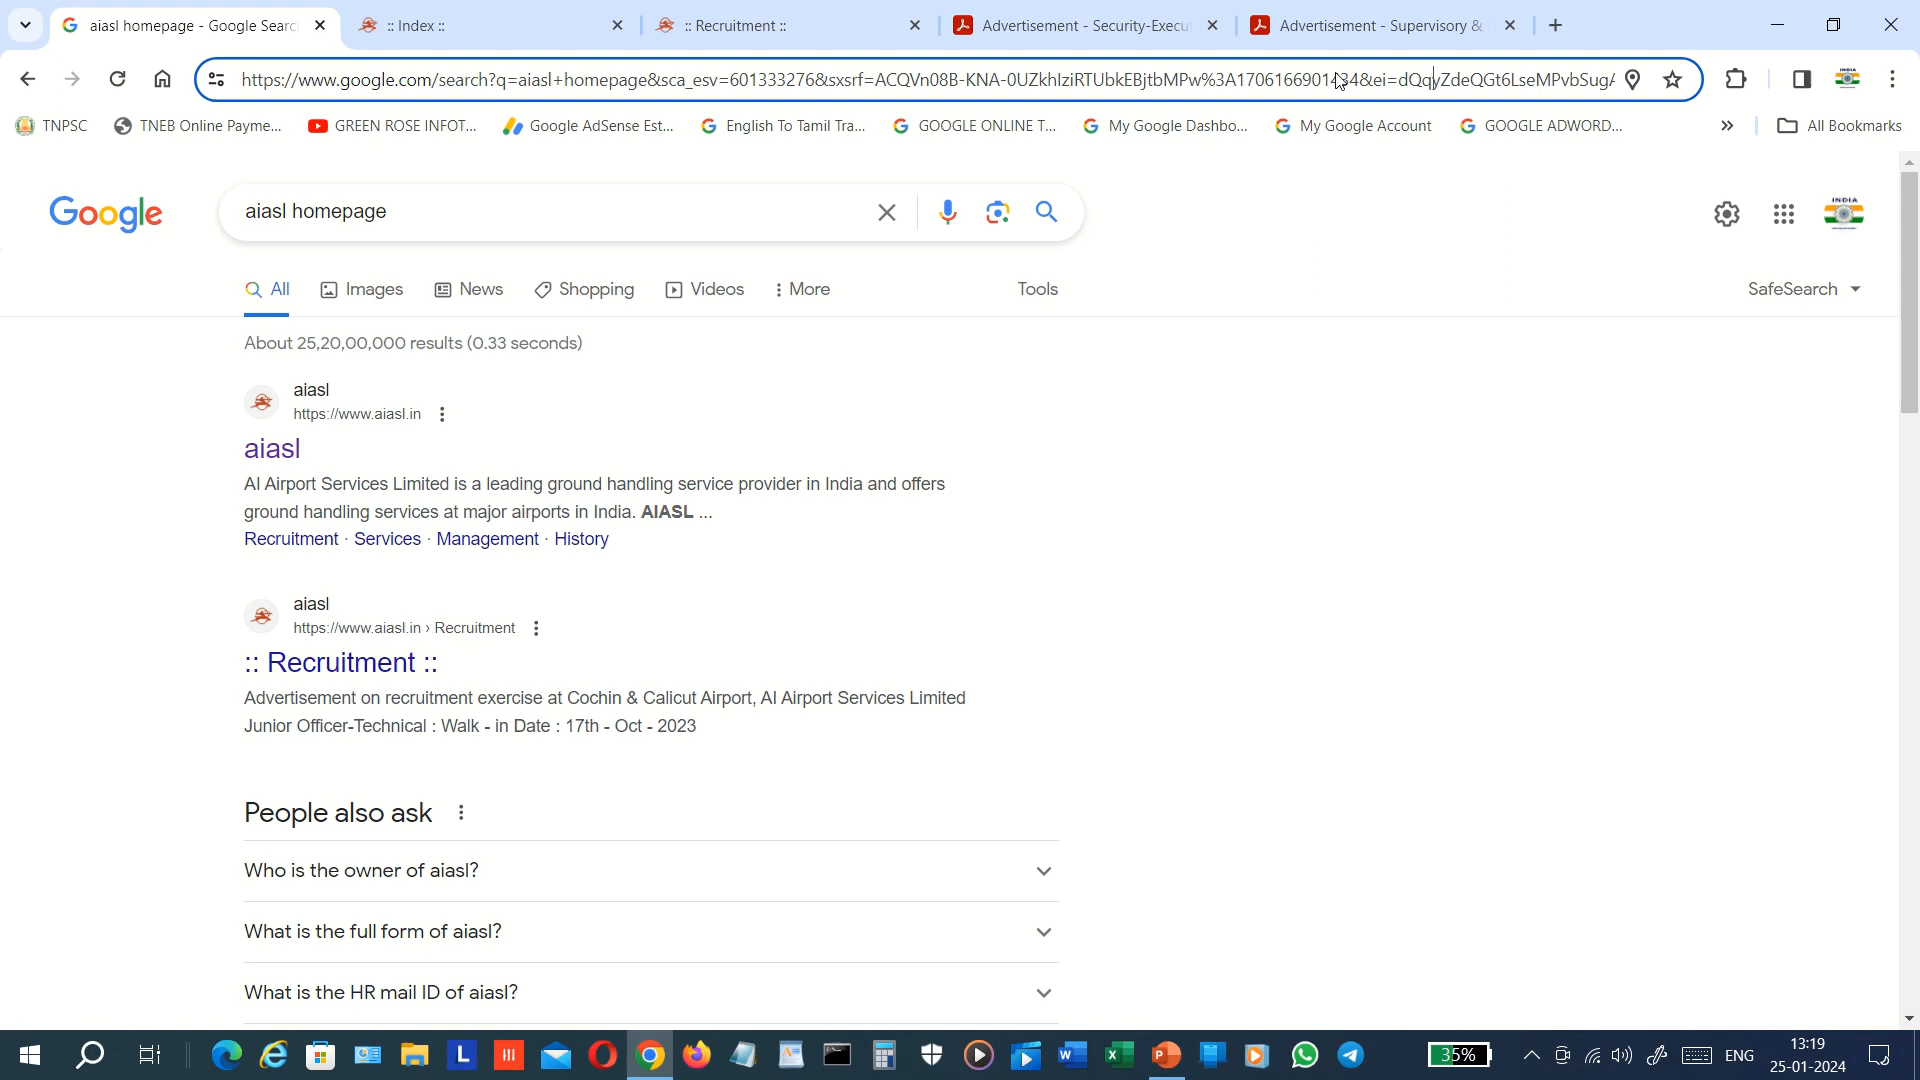 aiasl homepage - Google Searc
:: Index ::
:: Recruitment ::
Advertisement - Security-Execu
Advertisement - Supervisory &
https://www.google.com/search?q=aiasl+homepage&sca_esv=601333276&sxsrf=ACQVn08B-KNA-0UZkhlziRTUbkEBjtbMPw%3A1706166901434&ei=dQqyZdeQGt6LseMPvbSugA
TNPSC
TNEB Online Payme...
GREEN ROSE INFOT...
Google AdSense Est...
English To Tamil Tra...
GOOGLE ONLINE T...
My Google Dashbo...
My Google Account
GOOGLE ADWORD...
All Bookmarks
Google
aiasl homepage
INDIA
All
Images
News
Shopping
Videos
More
Tools
SafeSearch
About 25,20,00,000 results (0.33 seconds)
aiasl
https://www.aiasl.in
aiasl
AI Airport Services Limited is a leading ground handling service provider in India and offers
ground handling services at major airports in India. AIASL ...
Recruitment · Services · Management · History
aiasl
https://www.aiasl.in › Recruitment
:: Recruitment ::
Advertisement on recruitment exercise at Cochin & Calicut Airport, AI Airport Services Limited
Junior Officer-Technical : Walk - in Date : 17th - Oct - 2023
People also ask
Who is the owner of aiasl?
What is the full form of aiasl?
What is the HR mail ID of aiasl?
35%
ENG
13:19
25-01-2024